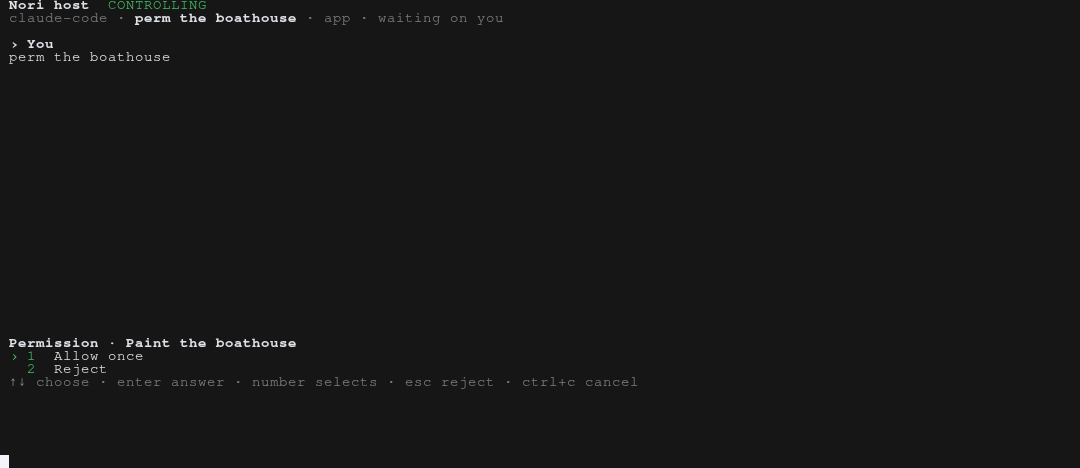 Nori host  CONTROLLING
claude-code · perm the boathouse · app · waiting on you
› You
perm the boathouse
Permission · Paint the boathouse
› 1  Allow once
  2  Reject
↑↓ choose · enter answer · number selects · esc reject · ctrl+c cancel